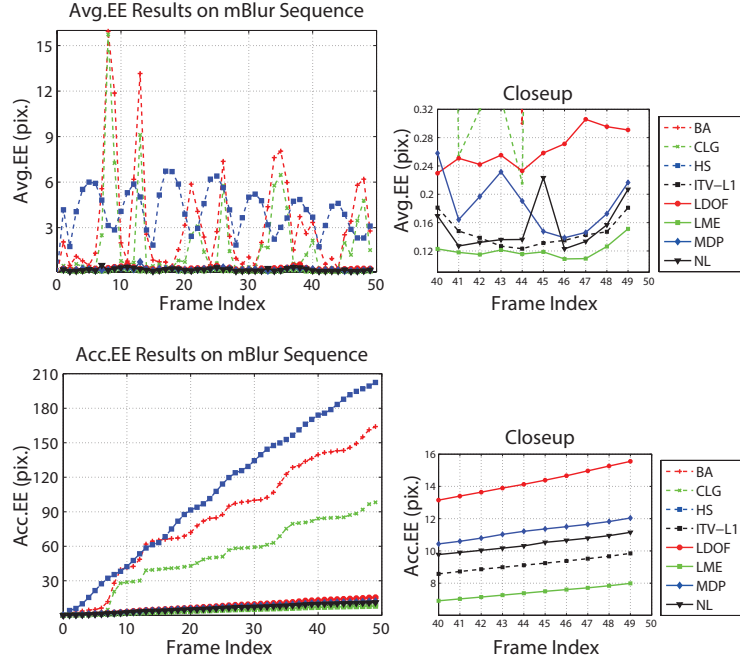 Avg.EE Results on mBlur Sequence
15
12
9
6
3
0 10 20 30 40 50
Avg.EE (pix.)
Frame Index
Closeup
0.32
0.28
0.24
0.2
0.16
0.12
40 41 42 43 44 45 46 47 48 49 50
Avg.EE (pix.)
Frame Index
BA
CLG
HS
ITV-L1
LDOF
LME
MDP
NL
Acc.EE Results on mBlur Sequence
210
180
150
120
90
60
30
0 10 20 30 40 50
Acc.EE (pix.)
Frame Index
Closeup
16
14
12
10
8
40 41 42 43 44 45 46 47 48 49 50
Acc.EE (pix.)
Frame Index
BA
CLG
HS
ITV-L1
LDOF
LME
MDP
NL